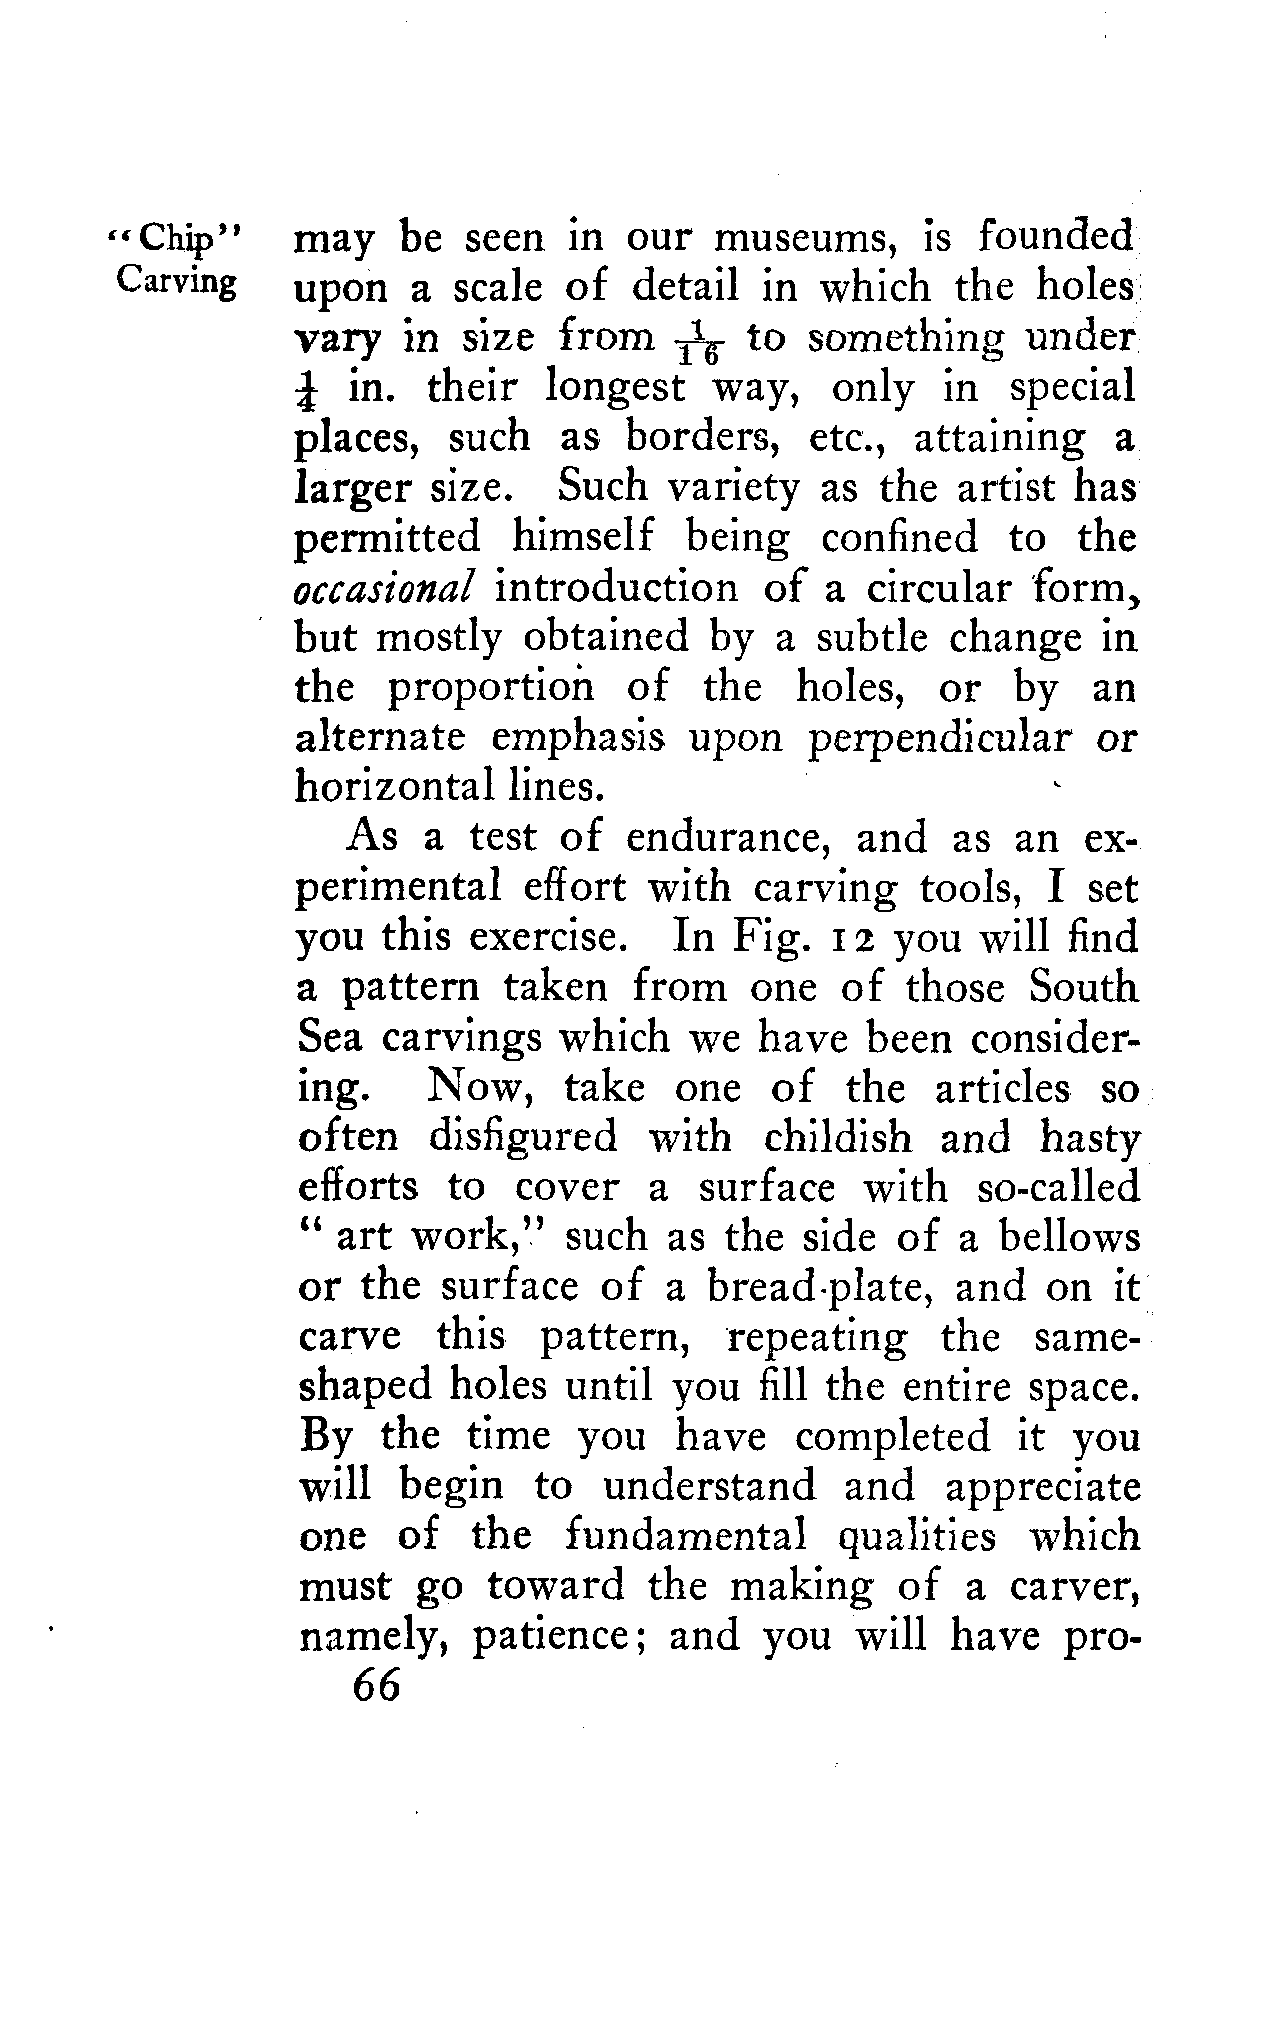 "Chip"
Carving
may be seen in our museums, is founded
upon a scale of detail in which the holes
vary in size from 1/16 to something under
¼ in. their longest way, only in special
places, such as borders, etc., attaining a
larger size. Such variety as the artist has
permitted himself being confined to the
occasional introduction of a circular form,
but mostly obtained by a subtle change in
the proportion of the holes, or by an
alternate emphasis upon perpendicular or
horizontal lines.
As a test of endurance, and as an ex-
perimental effort with carving tools, I set
you this exercise. In Fig. 12 you will find
a pattern taken from one of those South
Sea carvings which we have been consider-
ing. Now, take one of the articles so
often disfigured with childish and hasty
efforts to cover a surface with so-called
" art work," such as the side of a bellows
or the surface of a bread-plate, and on it
carve this pattern, repeating the same-
shaped holes until you fill the entire space.
By the time you have completed it you
will begin to understand and appreciate
one of the fundamental qualities which
must go toward the making of a carver,
namely, patience; and you will have pro-
66